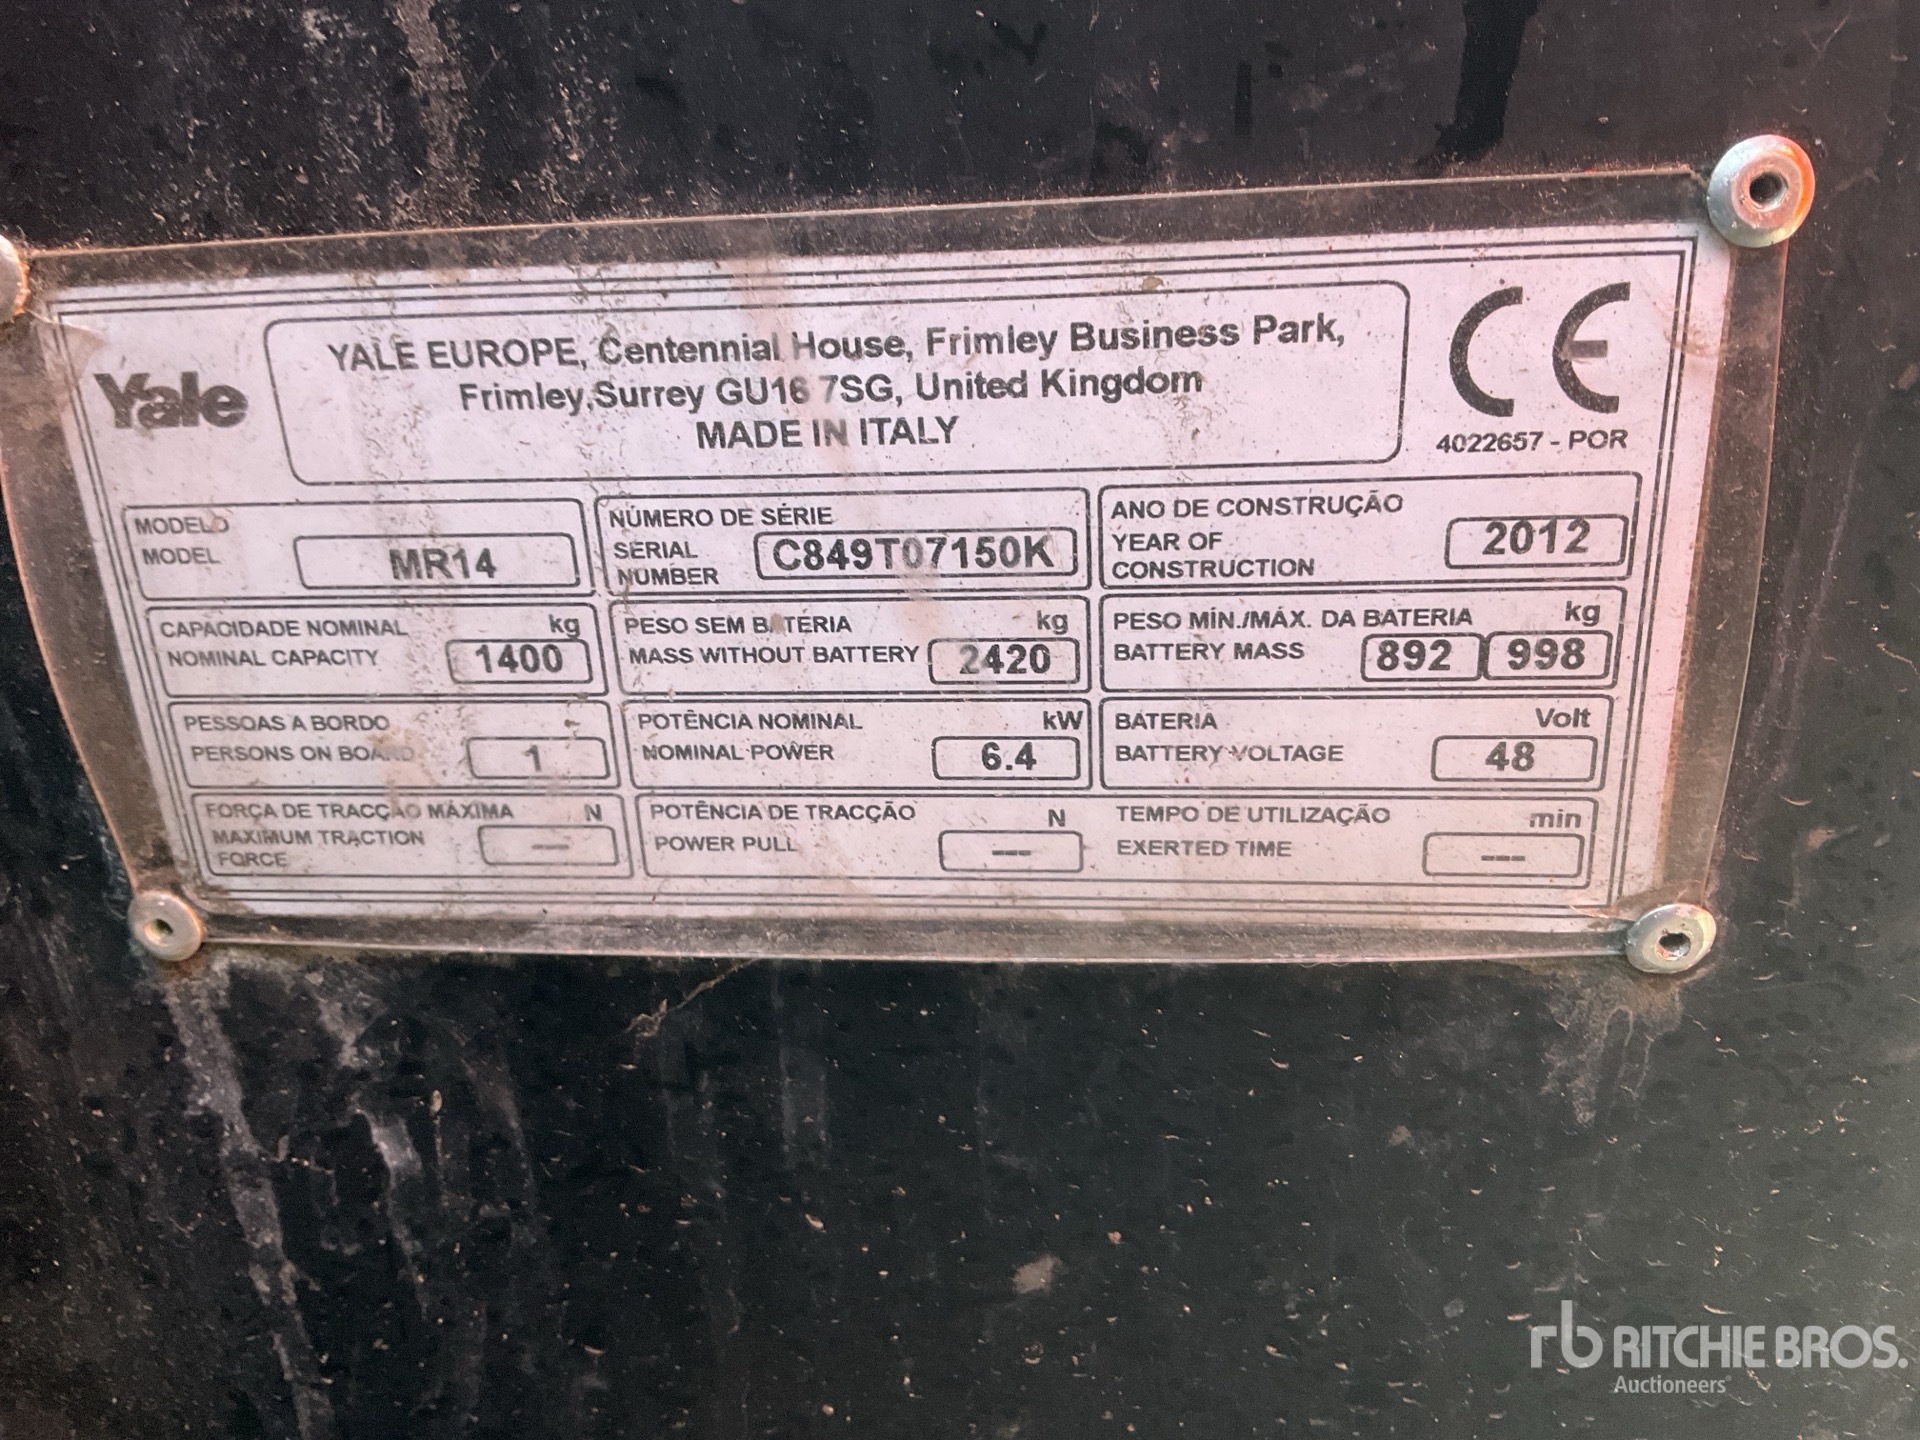 Yale
YALE EUROPE, Centennial House, Frimley Business Park,
Frimley,Surrey GU16 7SG, United Kingdom
MADE IN ITALY
CE
4022657 - POR
MODELO
MODEL
MR14
NÚMERO DE SÉRIE
SERIAL
NUMBER
C849T07150K
ANO DE CONSTRUÇÃO
YEAR OF
CONSTRUCTION
2012
CAPACIDADE NOMINAL kg
NOMINAL CAPACITY 1400
PESO SEM BATERIA kg
MASS WITHOUT BATTERY 2420
PESO MÍN./MÁX. DA BATERIA kg
BATTERY MASS 892 998
PESSOAS A BORDO
PERSONS ON BOARD 1
POTÊNCIA NOMINAL kW
NOMINAL POWER 6.4
BATERIA Volt
BATTERY VOLTAGE 48
FORÇA DE TRACÇÃO MÁXIMA N
MAXIMUM TRACTION ---
FORCE
POTÊNCIA DE TRACÇÃO N
POWER PULL ---
TEMPO DE UTILIZAÇÃO min
EXERTED TIME ---
rb RITCHIE BROS.
Auctioneers